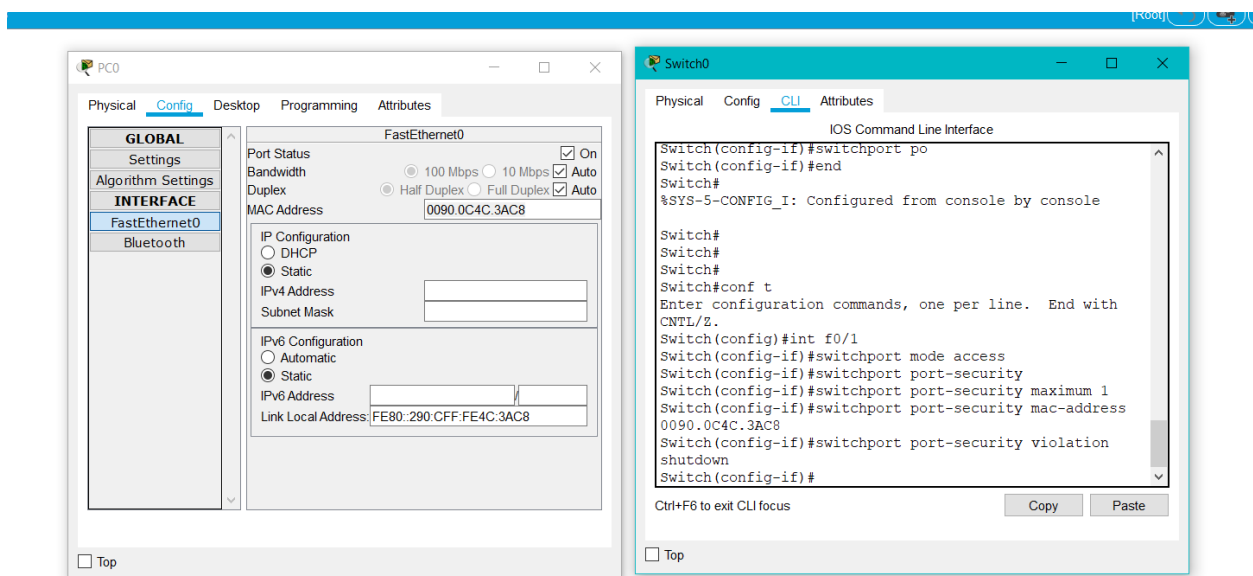 [Root]
PC0
Physical Config Desktop Programming Attributes
GLOBAL
Settings
Algorithm Settings
INTERFACE
FastEthernet0
Bluetooth
FastEthernet0
Port Status On
Bandwidth 100 Mbps 10 Mbps Auto
Duplex Half Duplex Full Duplex Auto
MAC Address 0090.0C4C.3AC8
IP Configuration
DHCP
Static
IPv4 Address
Subnet Mask
IPv6 Configuration
Automatic
Static
IPv6 Address /
Link Local Address: FE80::290:CFF:FE4C:3AC8
Top
Switch0
Physical Config CLI Attributes
IOS Command Line Interface
Switch(config-if)#switchport po
Switch(config-if)#end
Switch#
%SYS-5-CONFIG_I: Configured from console by console
Switch#
Switch#
Switch#
Switch#conf t
Enter configuration commands, one per line. End with
CNTL/Z.
Switch(config)#int f0/1
Switch(config-if)#switchport mode access
Switch(config-if)#switchport port-security
Switch(config-if)#switchport port-security maximum 1
Switch(config-if)#switchport port-security mac-address
0090.0C4C.3AC8
Switch(config-if)#switchport port-security violation
shutdown
Switch(config-if)#
Ctrl+F6 to exit CLI focus Copy Paste
Top